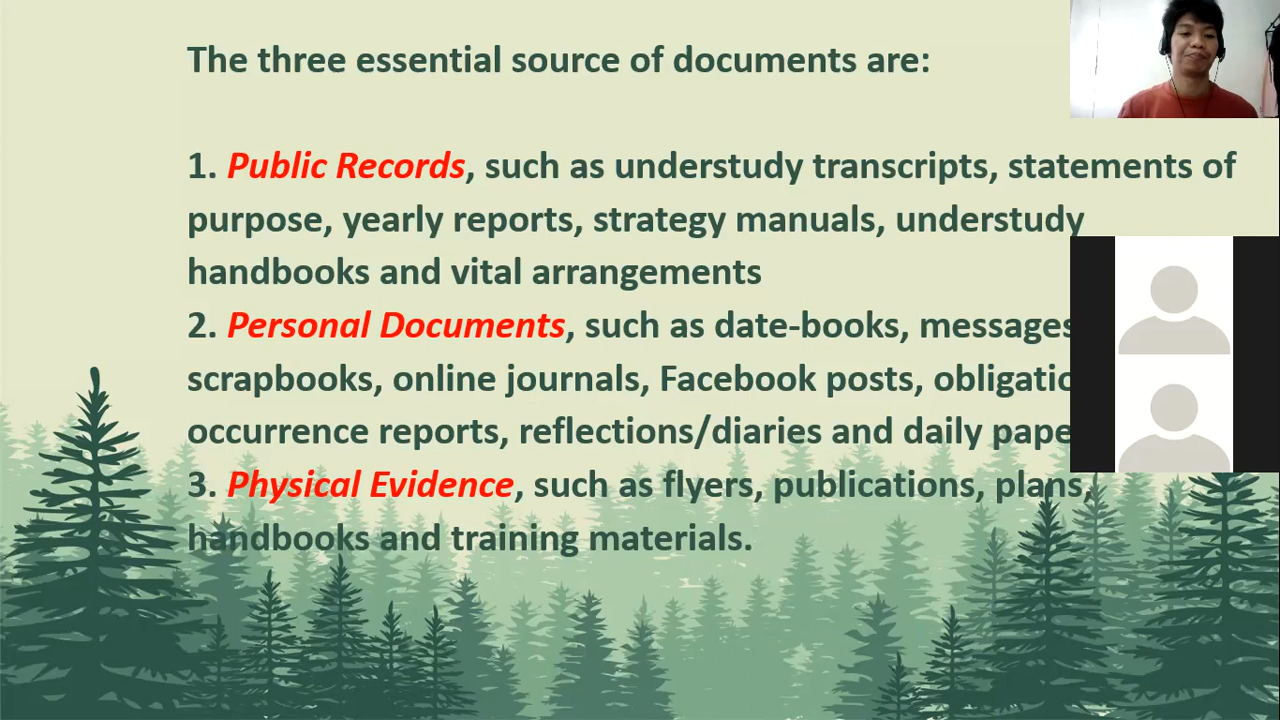 The three essential source of documents are:
1. Public Records, such as understudy transcripts, statements of
purpose, yearly reports, strategy manuals, understudy
handbooks and vital arrangements
2. Personal Documents, such as date-books, messages
scrapbooks, online journals, Facebook posts,
occurrence reports, reflections/diaries and daily
3. Physical Evidence, such as flyers, publications, plans,
handbooks and training materials.